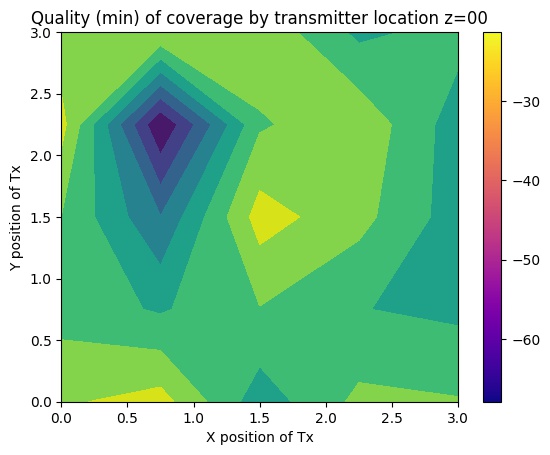 Quality (min) of coverage by transmitter location z=00
3.0
2.5
2.0
1.5
1.0
0.5
0.0
0.0 0.5 1.0 1.5 2.0 2.5 3.0
Y position of Tx
X position of Tx
−30
−40
−50
−60